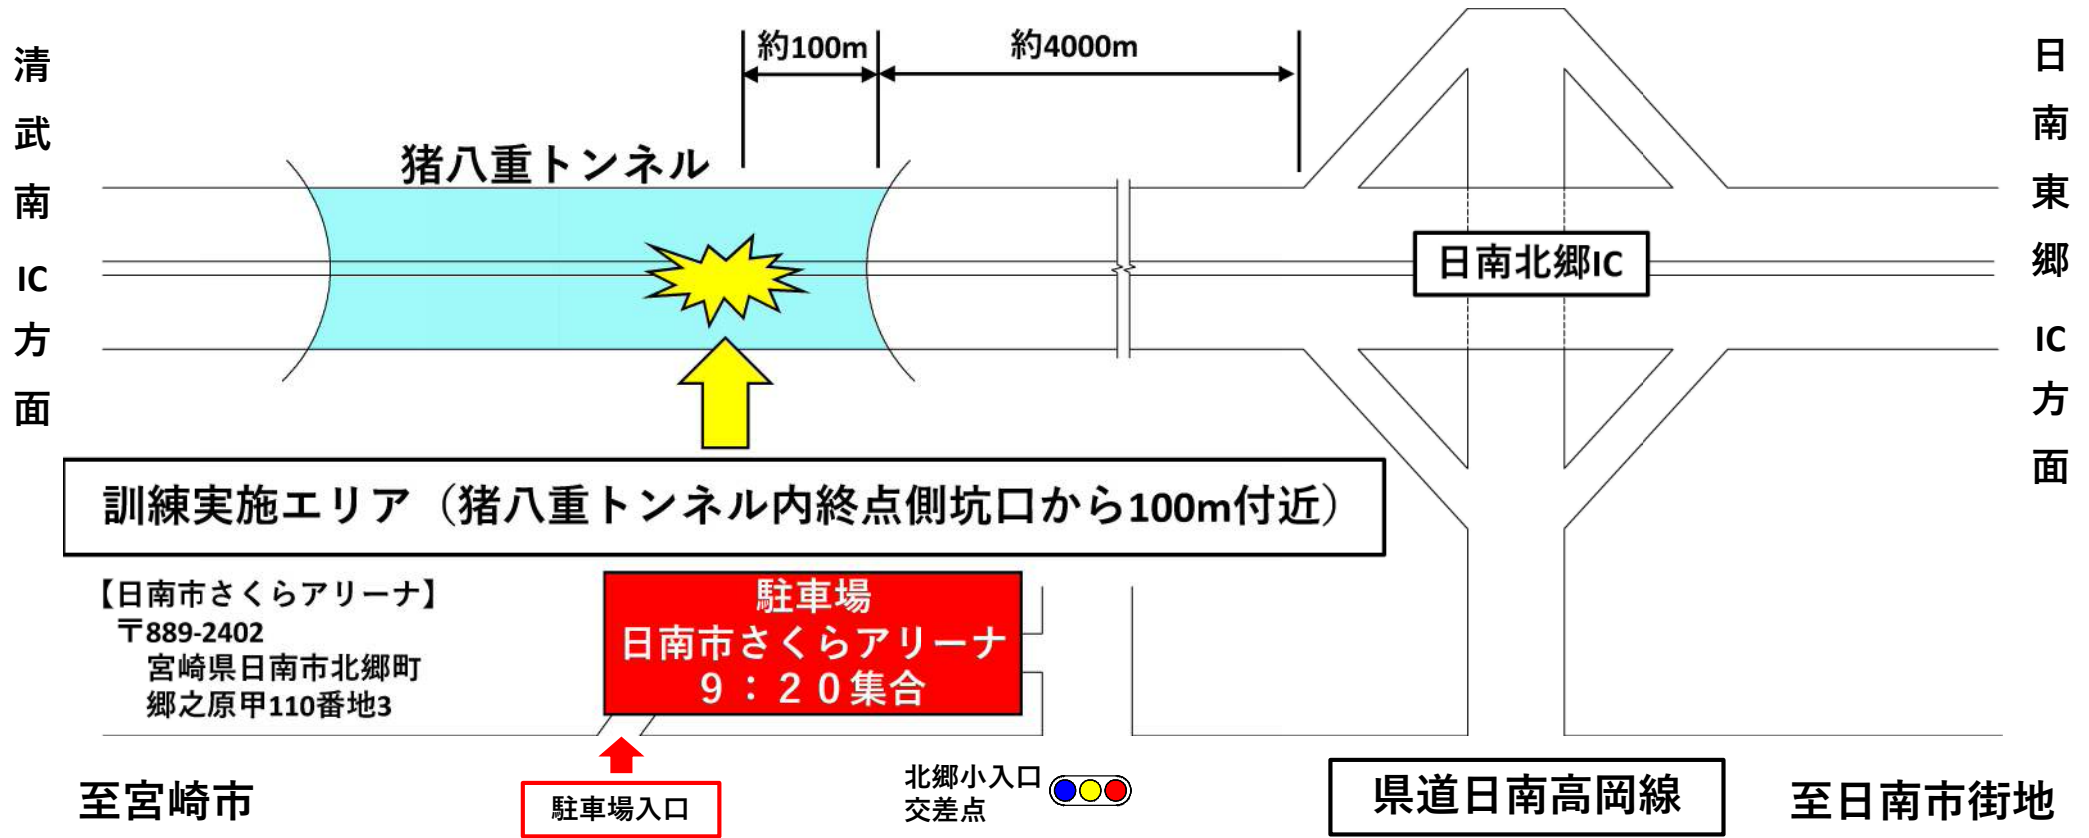 清武南IC方面
約100m
約4000m
日南東郷IC方面
猪八重トンネル
日南北郷IC
訓練実施エリア（猪八重トンネル内終点側坑口から100m付近）
【日南市さくらアリーナ】
〒889-2402
宮崎県日南市北郷町
郷之原甲110番地3
駐車場
日南市さくらアリーナ
９：２０集合
至宮崎市
駐車場入口
北郷小入口
交差点
県道日南高岡線
至日南市街地